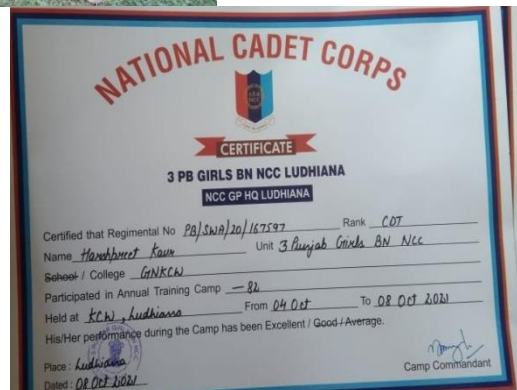 NATIONAL CADET CORPS
CERTIFICATE
3 PB GIRLS BN NCC LUDHIANA
NCC GP HQ LUDHIANA
Certified that Regimental No PB/SWA/20/167597 Rank CDT
Name Harshpreet Kaur Unit 3 Punjab Girls BN NCC
School / College GNKCW
Participated in Annual Training Camp - 82
Held at KCW, Ludhiana From 04 Oct To 08 Oct 2021
His/Her performance during the Camp has been Excellent / Good / Average.
Place : Ludhiana
Camp Commandant
Dated : 08 Oct 2021